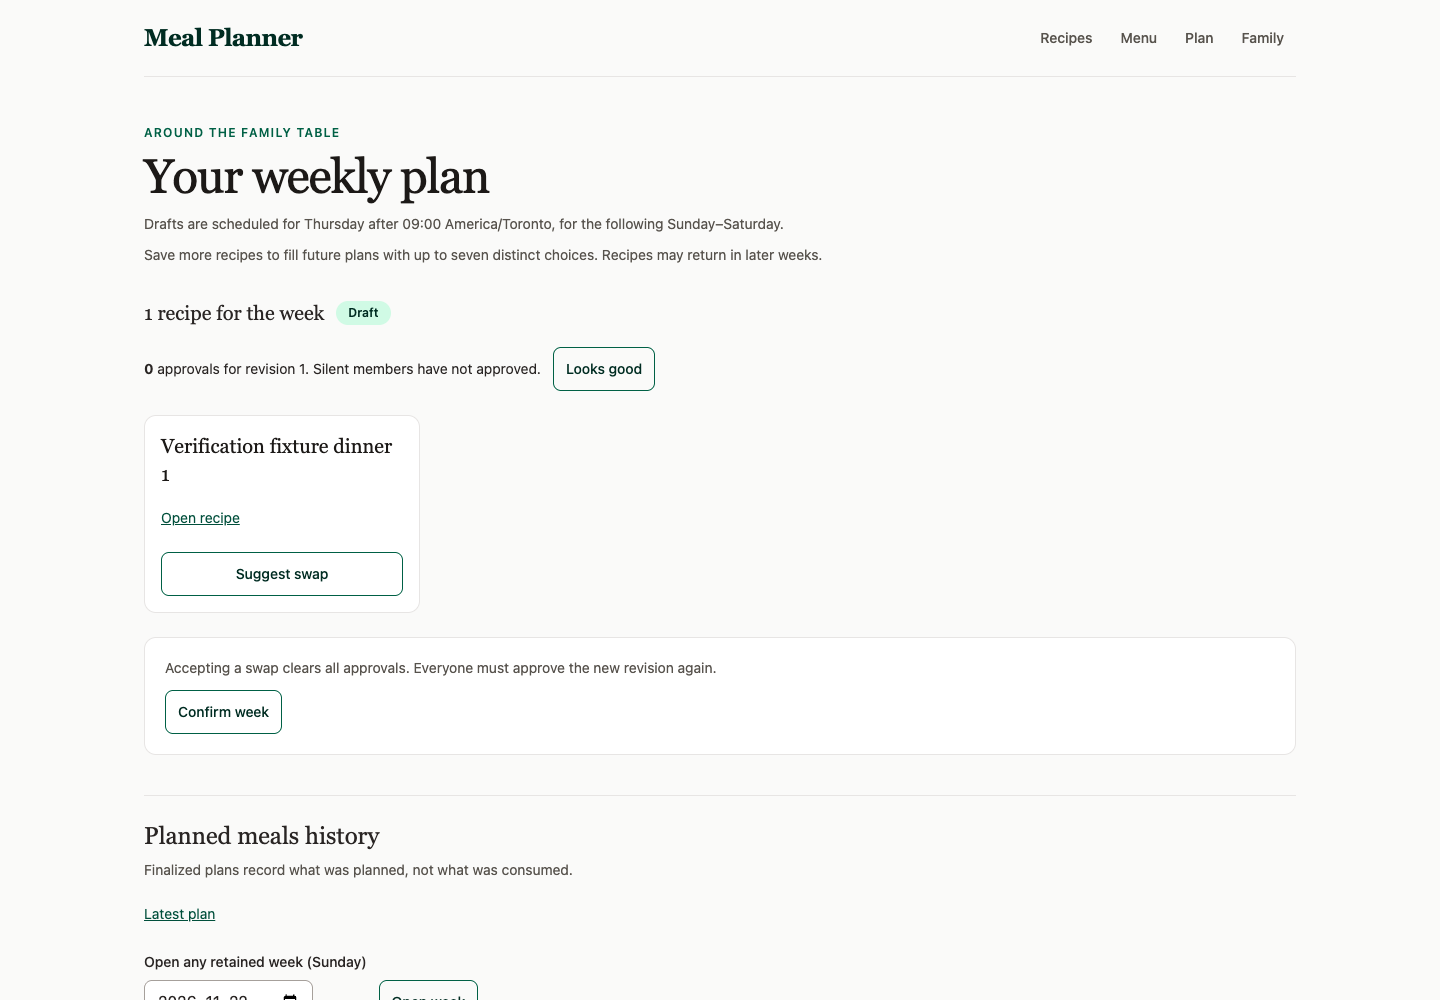 Meal Planner
Recipes Menu Plan Family
AROUND THE FAMILY TABLE
Your weekly plan
Drafts are scheduled for Thursday after 09:00 America/Toronto, for the following Sunday–Saturday.
Save more recipes to fill future plans with up to seven distinct choices. Recipes may return in later weeks.
1 recipe for the week Draft
0 approvals for revision 1. Silent members have not approved. Looks good
Verification fixture dinner
1
Open recipe
Suggest swap
Accepting a swap clears all approvals. Everyone must approve the new revision again.
Confirm week
Planned meals history
Finalized plans record what was planned, not what was consumed.
Latest plan
Open any retained week (Sunday)
2026-11-22 Open week